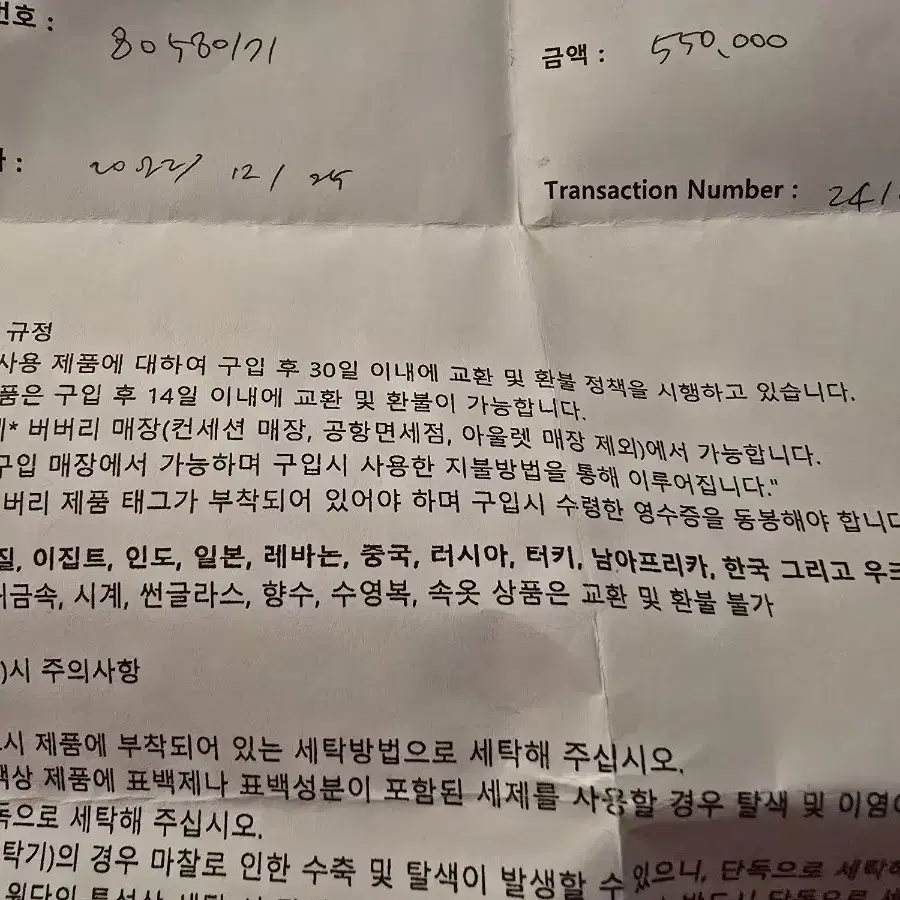 번호 :
80580171
금액 : 550,000
:
12 / 25
Transaction Number : 241
규정
사용 제품에 대하여 구입 후 30일 이내에 교환 및 환불 정책을 시행하고 있습니다.
품은 구입 후 14일 이내에 교환 및 환불이 가능합니다.
* 버버리 매장(컨세션 매장, 공항면세점, 아울렛 매장 제외)에서 가능합니다.
구입 매장에서 가능하며 구입시 사용한 지불방법을 통해 이루어집니다."
버리 제품 태그가 부착되어 있어야 하며 구입시 수령한 영수증을 동봉해야 합니다
질, 이집트, 인도, 일본, 레바논, 중국, 러시아, 터키, 남아프리카, 한국 그리고 우크
귀금속, 시계, 썬글라스, 향수, 수영복, 속옷 상품은 교환 및 환불 불가
)시 주의사항
시 제품에 부착되어 있는 세탁방법으로 세탁해 주십시오.
색상 제품에 표백제나 표백성분이 포함된 세제를 사용할 경우 탈색 및 이염이
독으로 세탁해 주십시오.
탁기)의 경우 마찰로 인한 수축 및 탈색이 발생할 수 있으니, 단독으로 세탁해
원단의 특성상 세탁